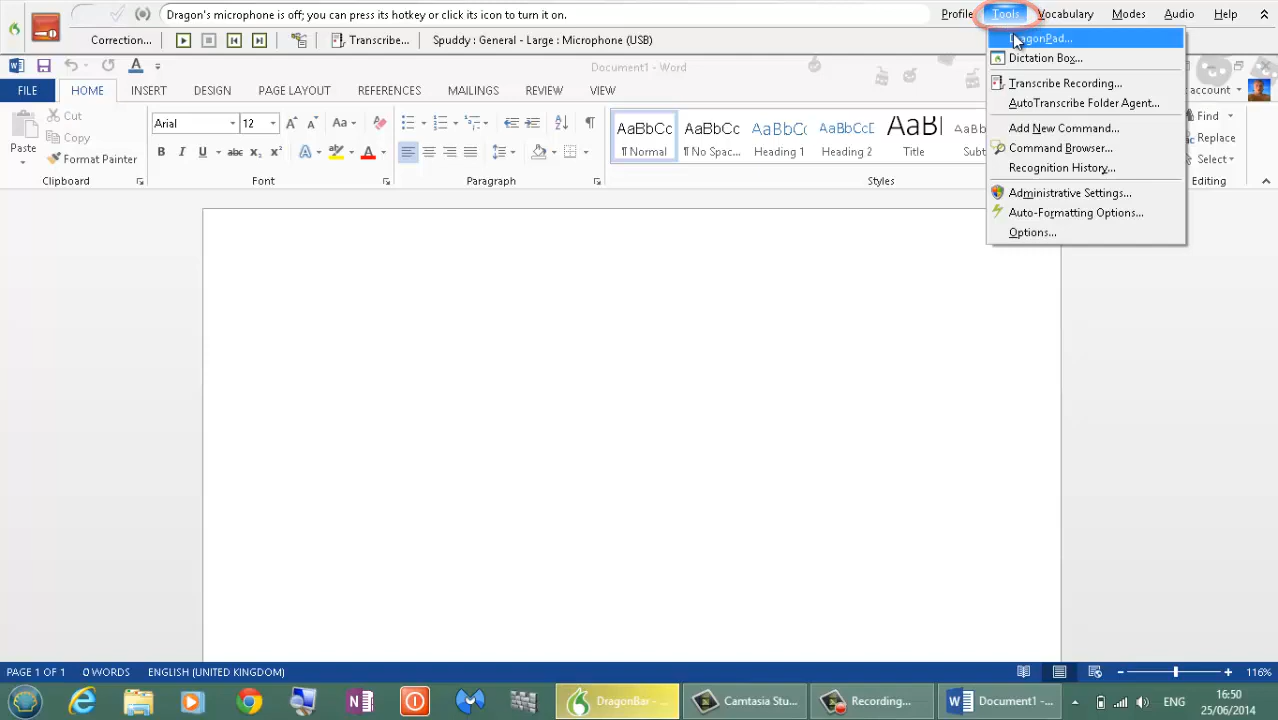 Dragon's microphone is off; you can press its hotkey or click its icon to turn it on.
Profile Tools Vocabulary Modes Audio Help
Correction... Transcribe... Spuddy : General - Large : Microphone (USB)
DragonPad...
Dictation Box...
Transcribe Recording...
AutoTranscribe Folder Agent...
Add New Command...
Command Browser...
Recognition History...
Administrative Settings...
Auto-Formatting Options...
Options...
Document1 - Word
FILE HOME INSERT DESIGN PAGE LAYOUT REFERENCES MAILINGS REVIEW VIEW account
Paste
Cut
Copy
Format Painter
Arial 12
AaBbCc AaBbCc AaBbC AaBbCc AaBbC
¶ Normal ¶ No Spac... Heading 1 Heading 2 Title
Find
Replace
Select
Clipboard Font Paragraph Styles Editing
PAGE 1 OF 1 0 WORDS ENGLISH (UNITED KINGDOM) 116%
DragonBar - ... Camtasia Stu... Recording... Document1 -... ENG
16:50
25/06/2014